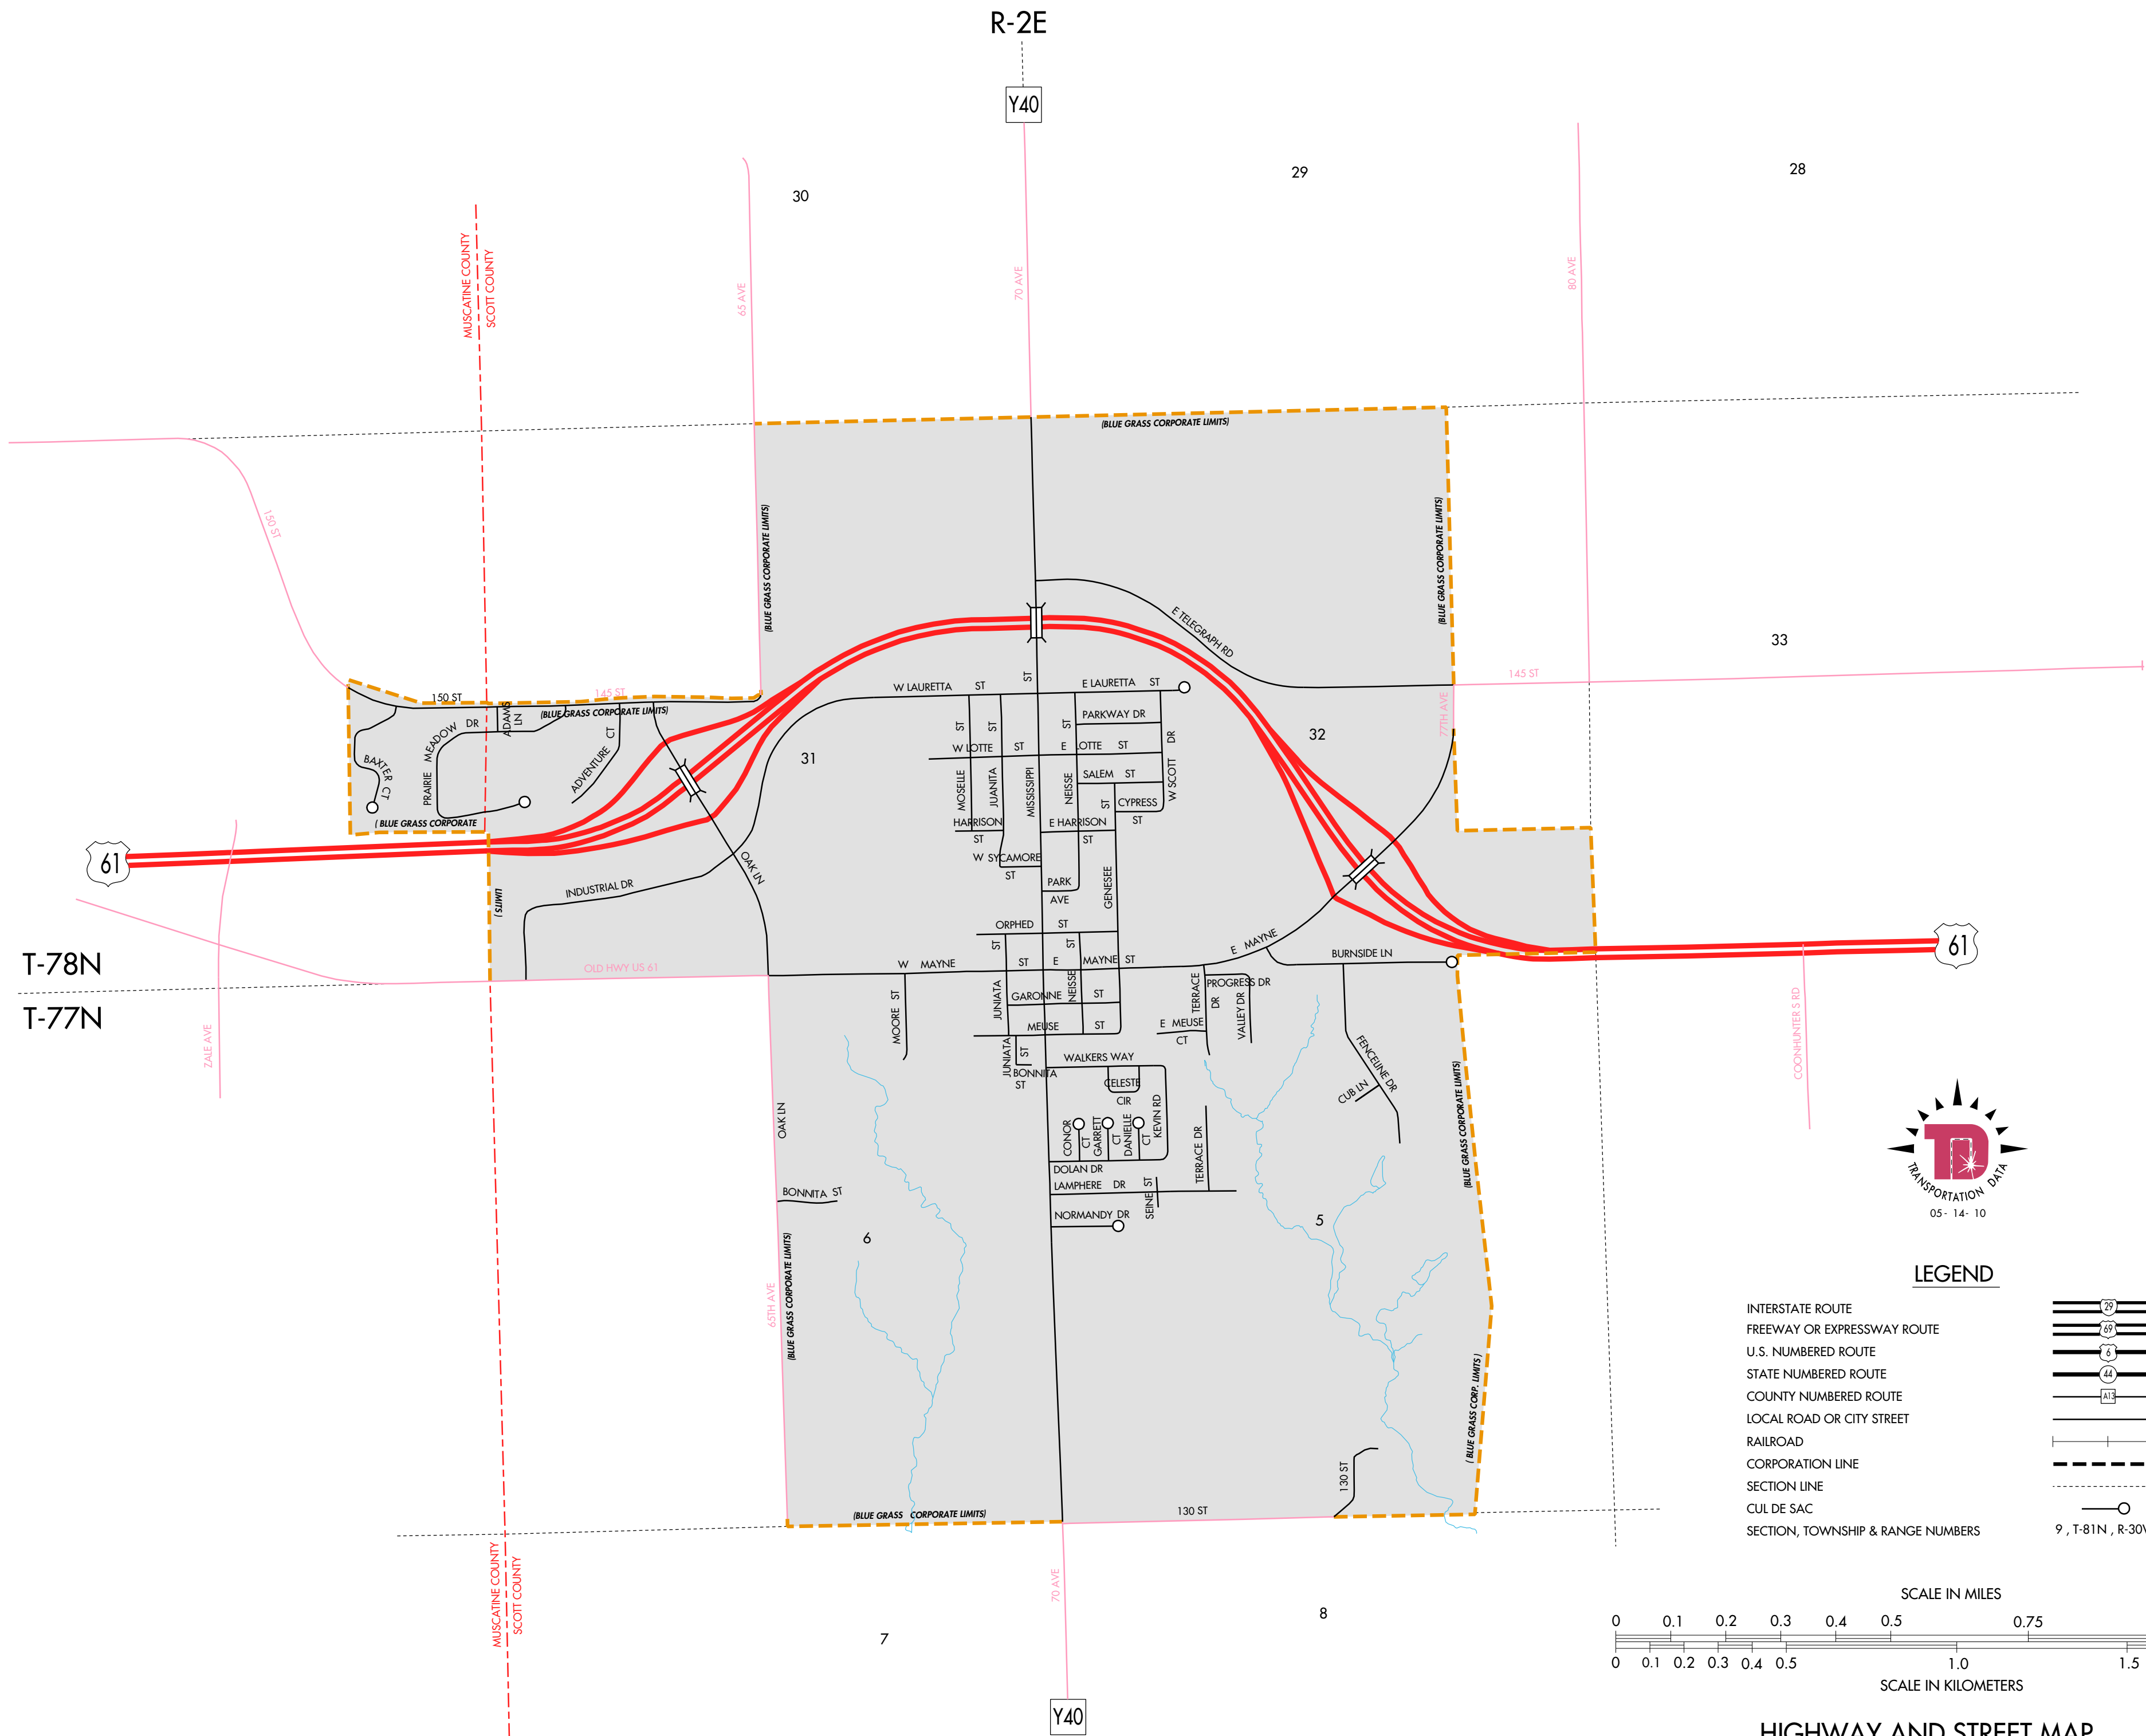 R-2E
Y40
30
29
28
MUSCATINE COUNTY
SCOTT COUNTY
65 AVE
70 AVE
80 AVE
(BLUE GRASS CORPORATE LIMITS)
(BLUE GRASS CORPORATE LIMITS)
(BLUE GRASS CORPORATE LIMITS)
150 ST
33
E TELEGRAPH RD
145 ST
150 ST
145 ST
(BLUE GRASS CORPORATE LIMITS)
W LAURETTA ST
E LAURETTA ST
77TH AVE
ADAMS LN
PRAIRIE MEADOW DR
BAXTER CT
ADVENTURE CT
PARKWAY DR
W LOTTE ST
E LOTTE ST
SALEM ST
CYPRESS ST
W SCOTT DR
MOSELLE ST
JUANITA ST
MISSISSIPPI ST
NEISSE ST
31
32
HARRISON ST
E HARRISON ST
( BLUE GRASS CORPORATE
LIMITS )
61
W SYCAMORE ST
PARK AVE
GENESEE ST
OAK LN
INDUSTRIAL DR
ORPHED ST
E MAYNE
BURNSIDE LN
61
T-78N
T-77N
OLD HWY US 61
W MAYNE ST
E MAYNE ST
ZALE AVE
MOORE ST
JUNIATA ST
NEISSE ST
GARONNE ST
MEUSE ST
TERRACE DR
PROGRESS DR
VALLEY DR
E MEUSE CT
COONHUNTER S RD
JUNIATA ST
BONNITA ST
WALKERS WAY
CELESTE CIR
KEVIN RD
FENCELINE DR
CUB LN
OAK LN
CONOR CT
GARRETT CT
DANIELLE CT
TERRACE DR
DOLAN DR
LAMPHERE DR
SEINE ST
NORMANDY DR
BONNITA ST
6
5
(BLUE GRASS CORPORATE LIMITS)
(BLUE GRASS CORPORATE LIMITS)
65TH AVE
( BLUE GRASS CORP. LIMITS )
130 ST
(BLUE GRASS CORPORATE LIMITS)
130 ST
MUSCATINE COUNTY
SCOTT COUNTY
70 AVE
7
8
Y40
TD
TRANSPORTATION DATA
05- 14- 10
LEGEND
INTERSTATE ROUTE 29
FREEWAY OR EXPRESSWAY ROUTE 69
U.S. NUMBERED ROUTE 6
STATE NUMBERED ROUTE 44
COUNTY NUMBERED ROUTE A13
LOCAL ROAD OR CITY STREET
RAILROAD
CORPORATION LINE
SECTION LINE
CUL DE SAC
SECTION, TOWNSHIP & RANGE NUMBERS 9 , T-81N ,
SCALE IN MILES
0 0.1 0.2 0.3 0.4 0.5 0.75
0 0.1 0.2 0.3 0.4 0.5 1.0 1.5
SCALE IN KILOMETERS
HIGHWAY AND STREET MAP